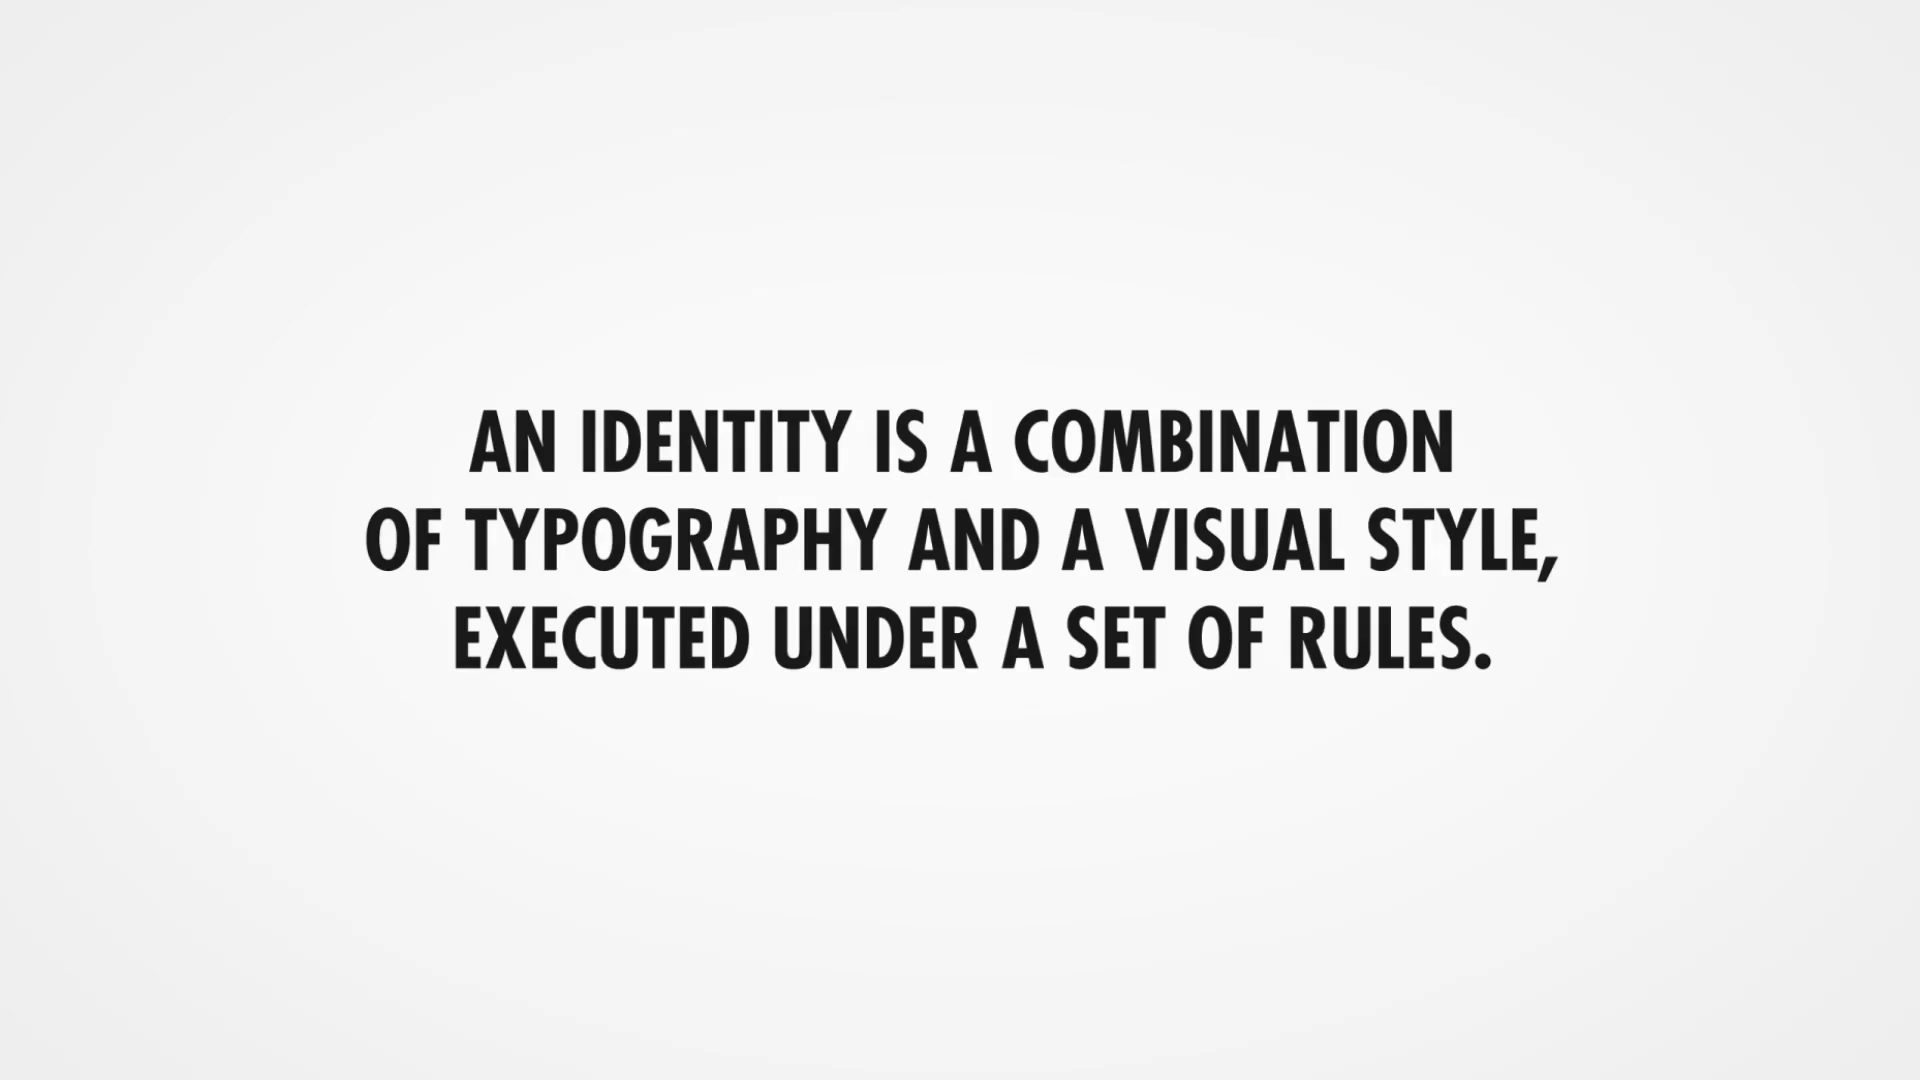 AN IDENTITY IS A COMBINATION
OF TYPOGRAPHY AND A VISUAL STYLE,
EXECUTED UNDER A SET OF RULES.